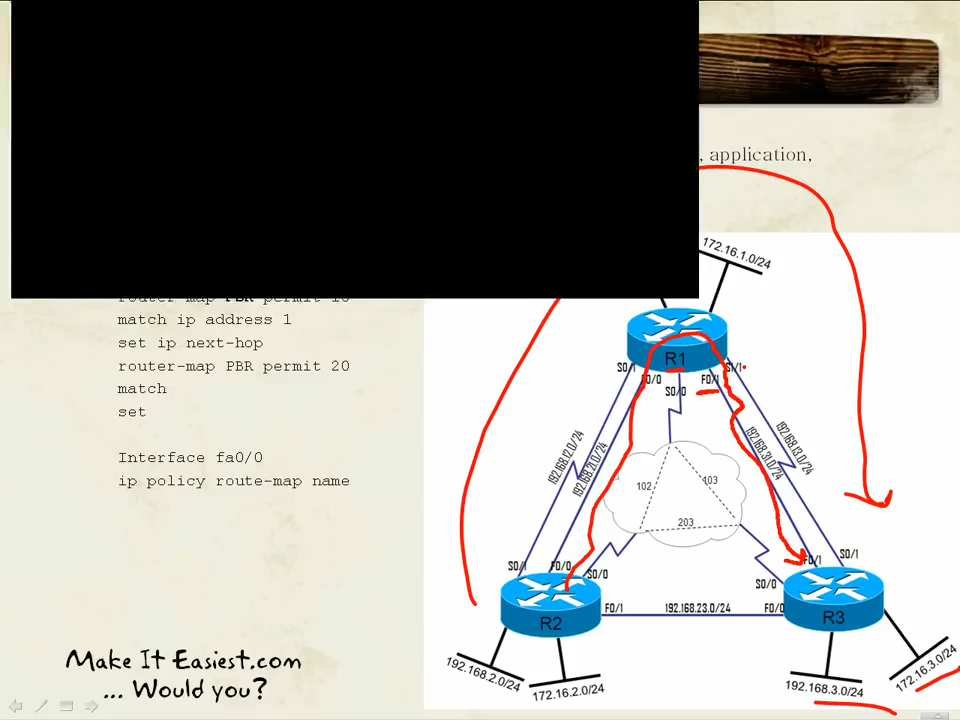 , application,
172.16.1.0/24
router-map PBR permit 10
match ip address 1
set ip next-hop
router-map PBR permit 20
match
set
Interface fa0/0
ip policy route-map name
R1
S0/1
F0/0
S0/0
F0/1
S1/1
192.168.12.0/24
192.168.21.0/24
192.168.31.0/24
192.168.13.0/24
102
103
203
S0/1
F0/0
S0/0
F0/1
S0/1
S0/0
R2
F0/1
192.168.23.0/24
F0/0
R3
192.168.2.0/24
172.16.2.0/24
192.168.3.0/24
172.16.3.0/24
Make It Easiest.com
... Would you?